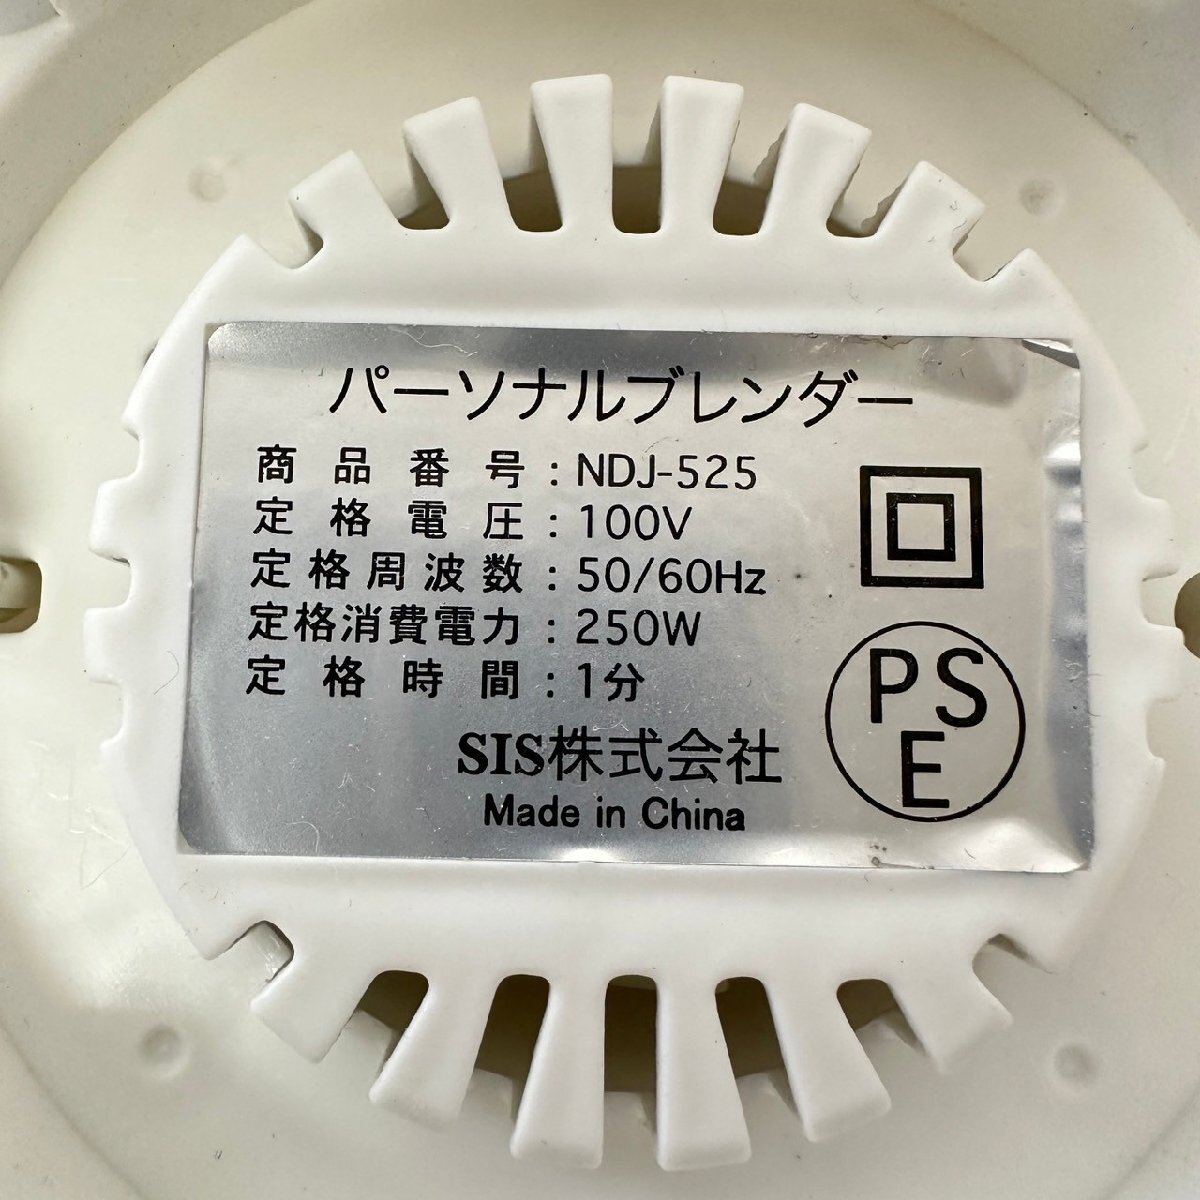 パーソナルブレンダー
商品番号：NDJ-525
定格電圧：100V
定格周波数：50/60Hz
定格消費電力：250W
定格時間：1分
SIS株式会社
Made in China
PS
E